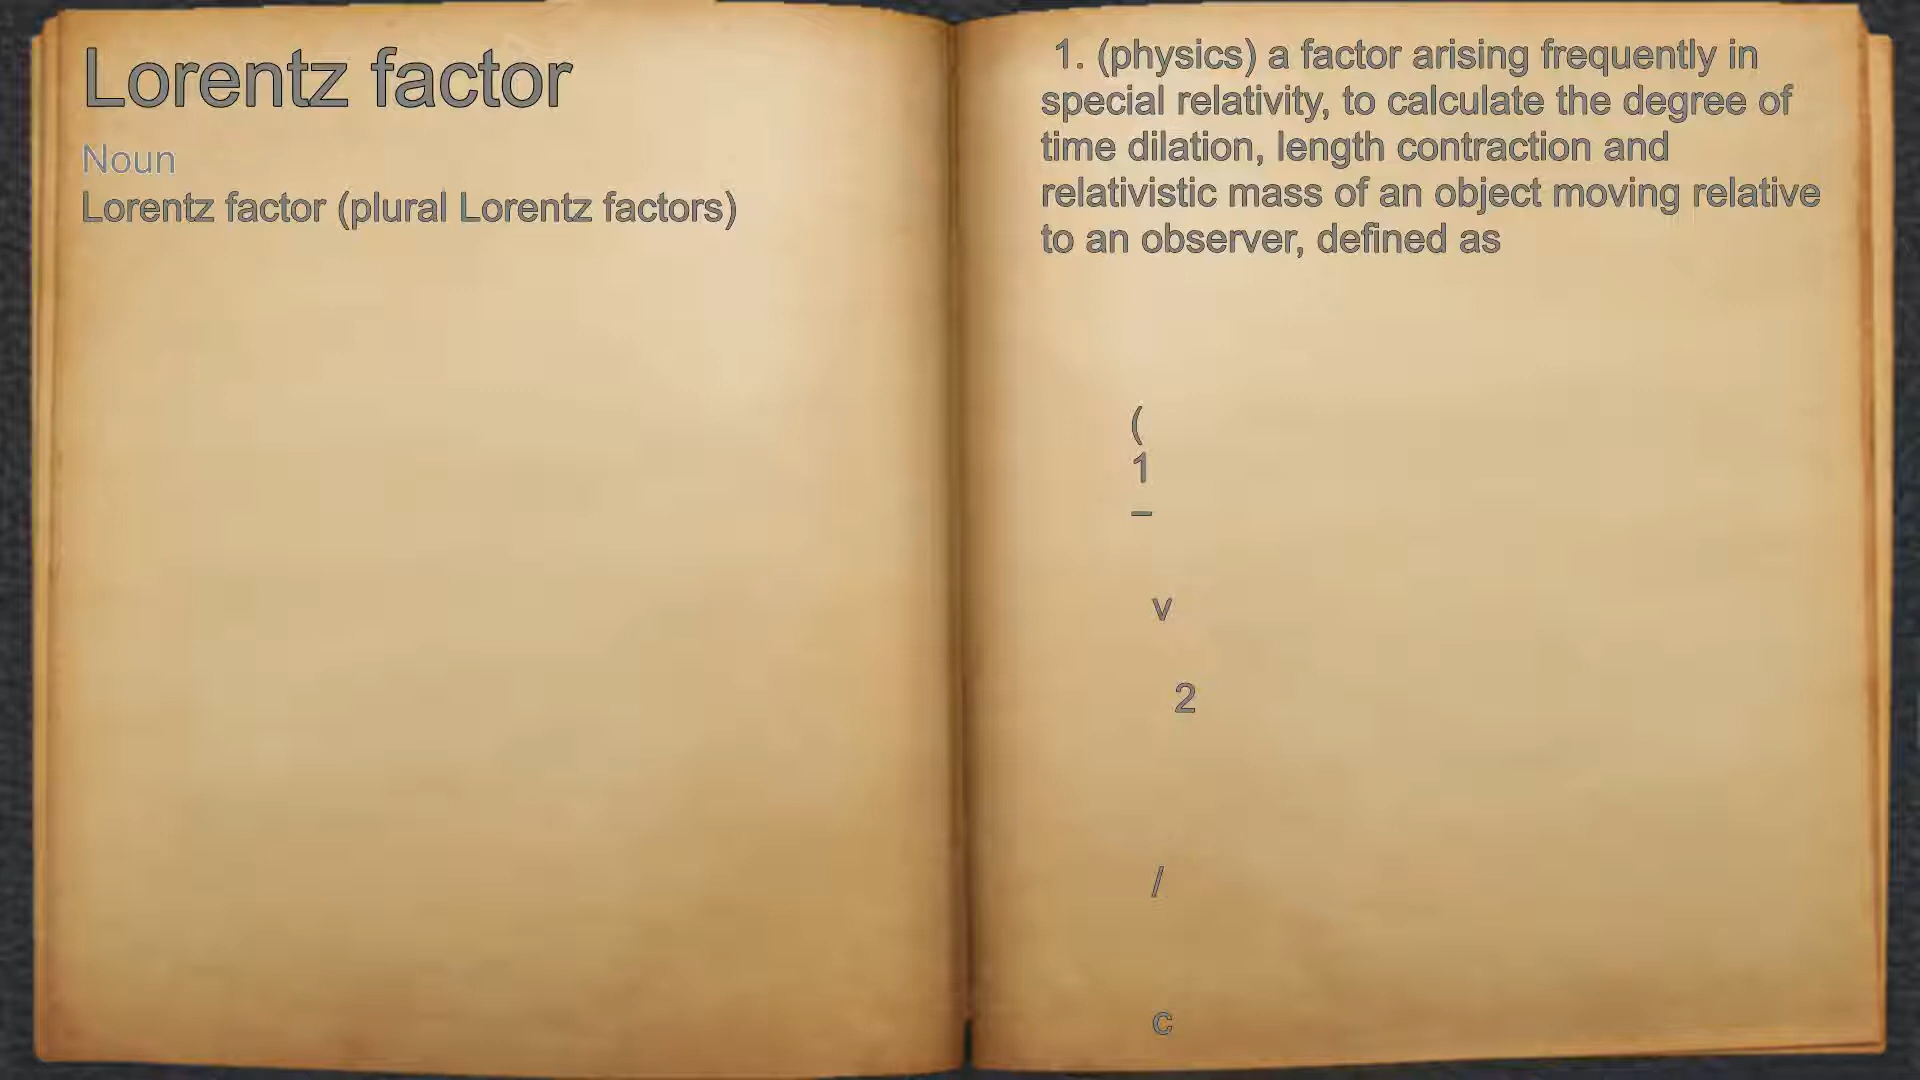 Lorentz factor
Noun
Lorentz factor (plural Lorentz factors)
1. (physics) a factor arising frequently in
special relativity, to calculate the degree of
time dilation, length contraction and
relativistic mass of an object moving relative
to an observer, defined as
(
1
−
v
2
/
c